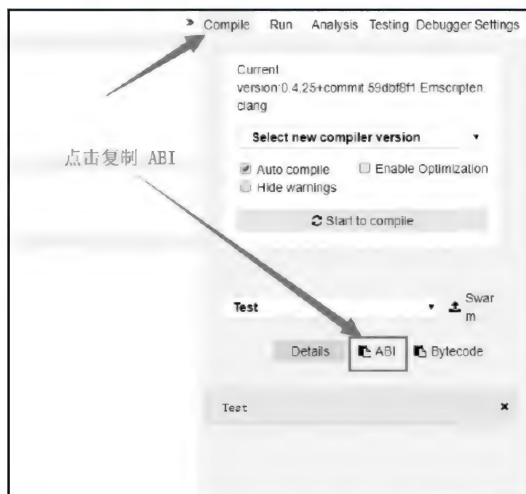 Compile Run Analysis Testing Debugger Settings
Current
version:0.4.25+commit.59dbf8f1.Emscripten.
clang
Select new compiler version
点击复制 ABI
Auto compile Enable Optimization
Hide warnings
Start to compile
Test
Swar
m
Details ABI Bytecode
Test